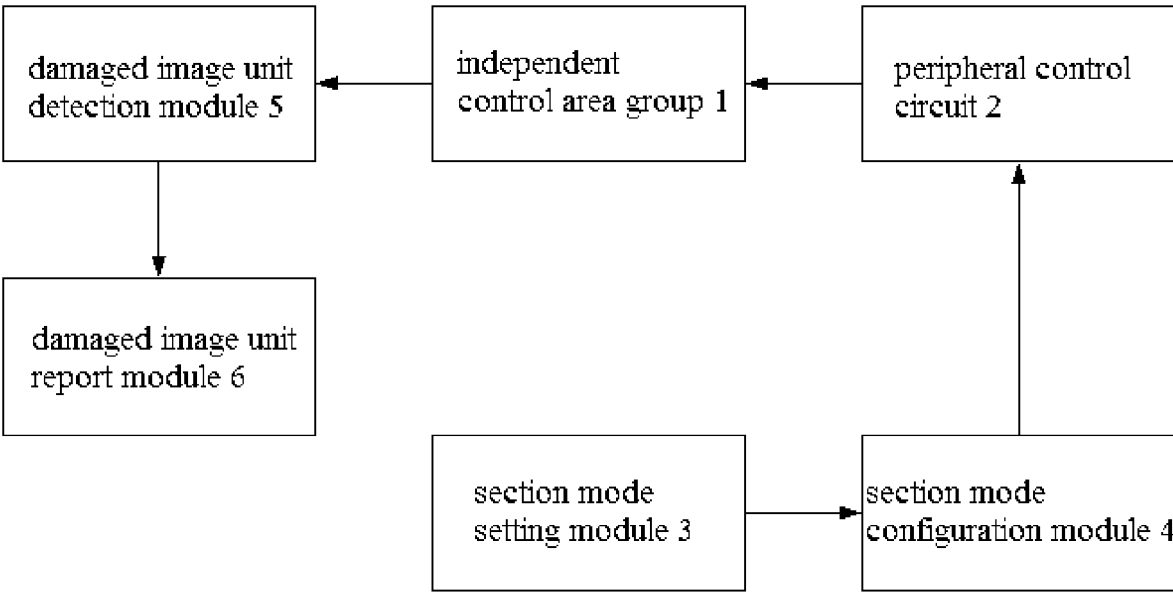 damaged image unit
detection module 5
independent
control area group 1
peripheral control
circuit 2
damaged image unit
report module 6
section mode
setting module 3
section mode
configuration module 4